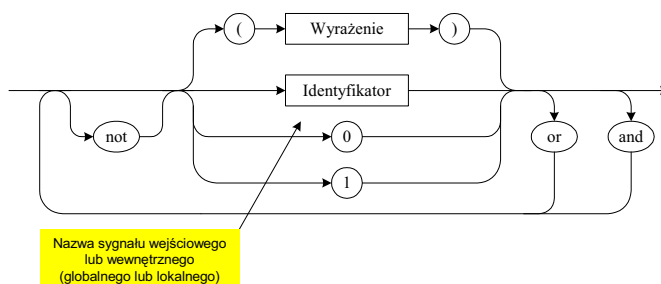 ( Wyrażenie )
Identyfikator
not
0
or
and
1
Nazwa sygnału wejściowego
lub wewnętrznego
(globalnego lub lokalnego)